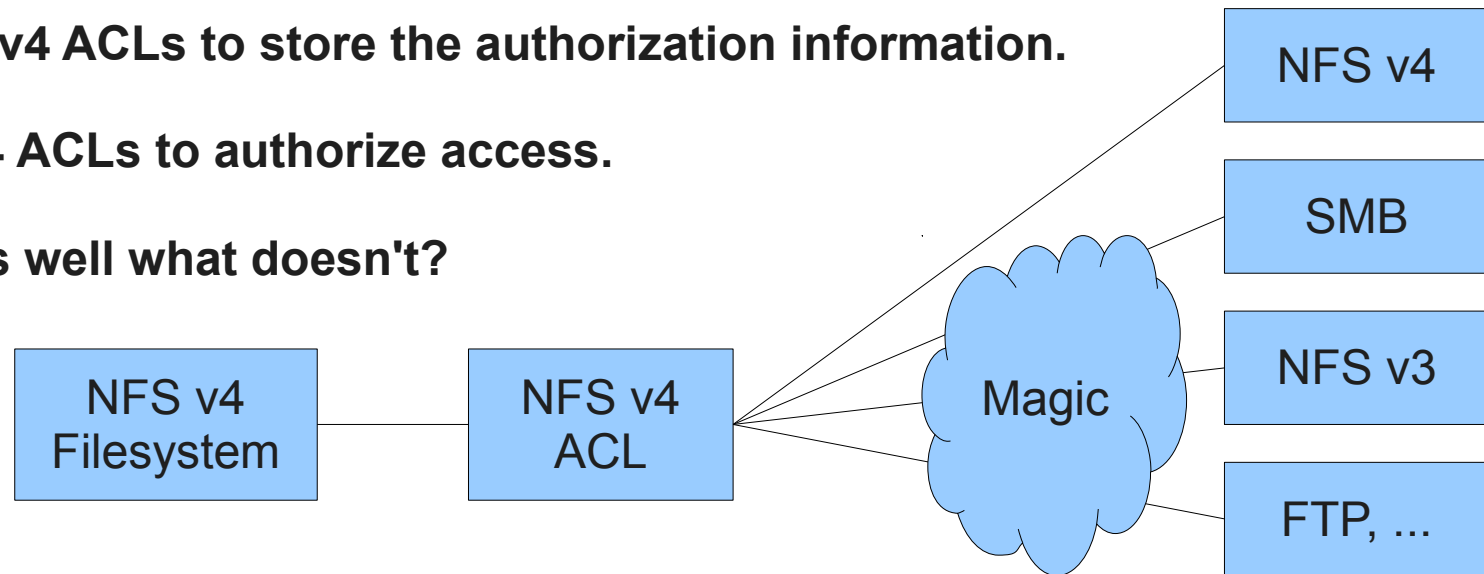 v4 ACLs to store the authorization information.
ACLs to authorize access.
well what doesn't?
NFS v4
SMB
NFS v3
FTP, ...
Magic
NFS v4
ACL
NFS v4
Filesystem